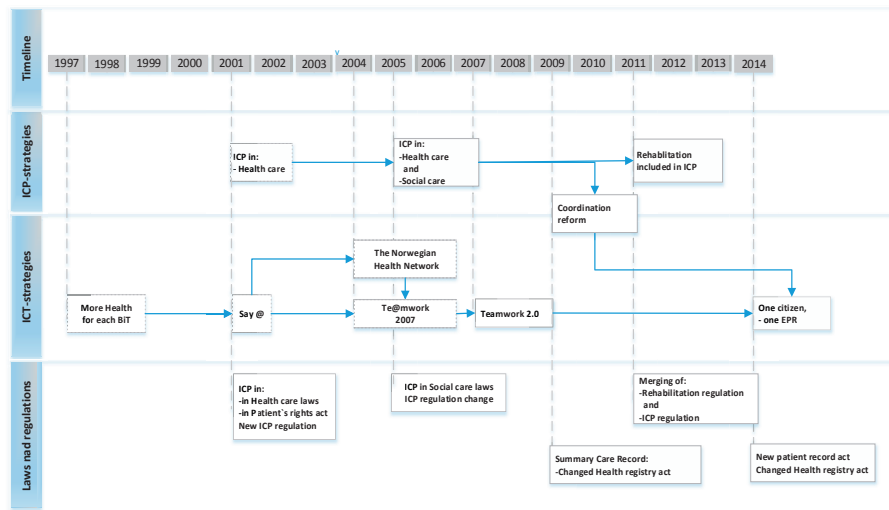 Timeline
v
1997 1998 1999 2000 2001 2002 2003 2004 2005 2006 2007 2008 2009 2010 2011 2012 2013 2014
ICP-strategies
ICP in:
- Health care
ICP in:
-Health care
and
-Social care
Rehablitation
included in ICP
Coordination
reform
ICT-strategies
The Norwegian
Health Network
More Health
for each BiT
Say @
Te@mwork
2007
Teamwork 2.0
One citizen,
- one EPR
Laws nad regulations
ICP in:
-in Health care laws
-in Patient`s rights act
New ICP regulation
ICP in Social care laws
ICP regulation change
Merging of:
-Rehabilitation regulation
and
-ICP regulation
Summary Care Record:
-Changed Health registry act
New patient record act
Changed Health registry act